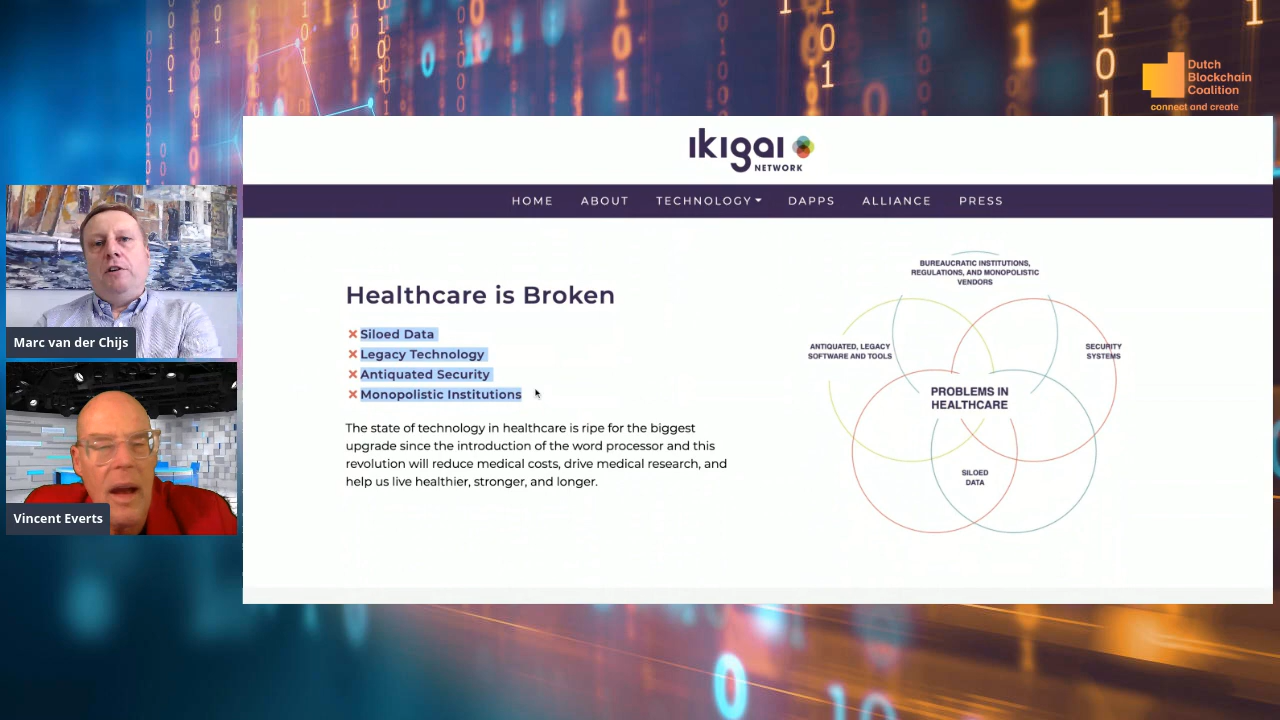 Dutch
Blockchain
Coalition
connect and create
ikigai
NETWORK
HOME ABOUT TECHNOLOGY DAPPS ALLIANCE PRESS
Healthcare is Broken
Siloed Data
Legacy Technology
Antiquated Security
Monopolistic Institutions
The state of technology in healthcare is ripe for the biggest
upgrade since the introduction of the word processor and this
revolution will reduce medical costs, drive medical research, and
help us live healthier, stronger, and longer.
BUREAUCRATIC INSTITUTIONS,
REGULATIONS, AND MONOPOLISTIC
VENDORS
ANTIQUATED, LEGACY
SOFTWARE AND TOOLS
SECURITY
SYSTEMS
PROBLEMS IN
HEALTHCARE
SILOED
DATA
Marc van der Chijs
Vincent Everts